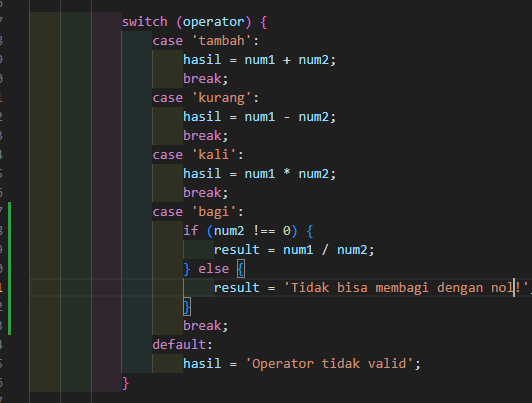 switch (operator) {
case 'tambah':
hasil = num1 + num2;
break;
case 'kurang':
hasil = num1 - num2;
break;
case 'kali':
hasil = num1 * num2;
break;
case 'bagi':
if (num2 !== 0) {
result = num1 / num2;
} else {
result = 'Tidak bisa membagi dengan nol!'
}
break;
default:
hasil = 'Operator tidak valid';
}